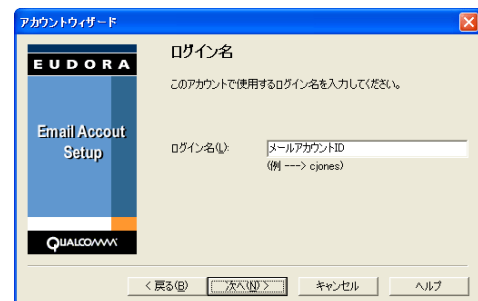 アカウントウィザード
EUDORA
Email Accout
Setup
QUALCOMM
ログイン名
このアカウントで使用するログイン名を入力してください。
ログイン名(L):
メールアカウントID
(例 ---> cjones)
< 戻る(B)
次へ(N) >
キャンセル
ヘルプ